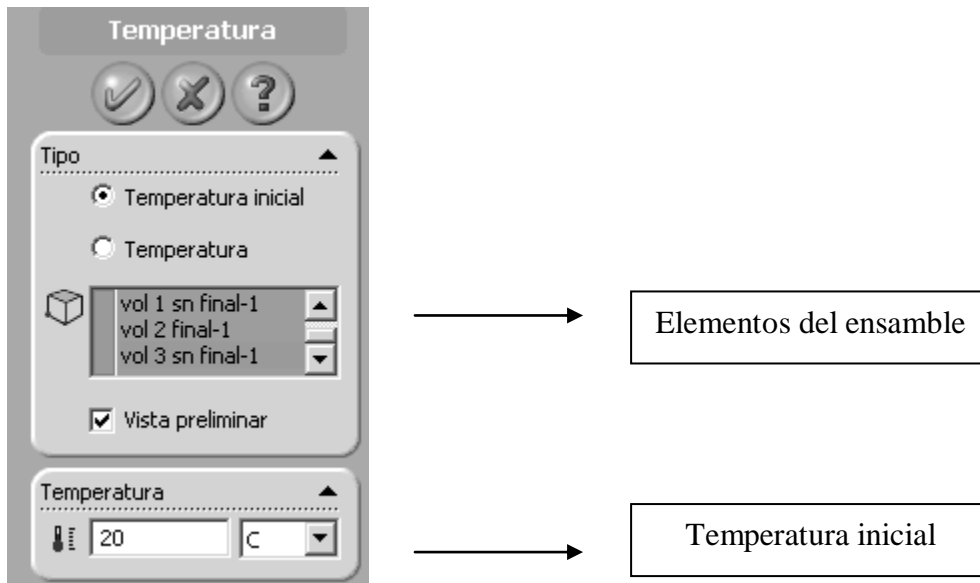 Temperatura
Tipo
Temperatura inicial
Temperatura
vol 1 sn final-1
vol 2 final-1
vol 3 sn final-1
Elementos del ensamble
Vista preliminar
Temperatura
20 C
Temperatura inicial